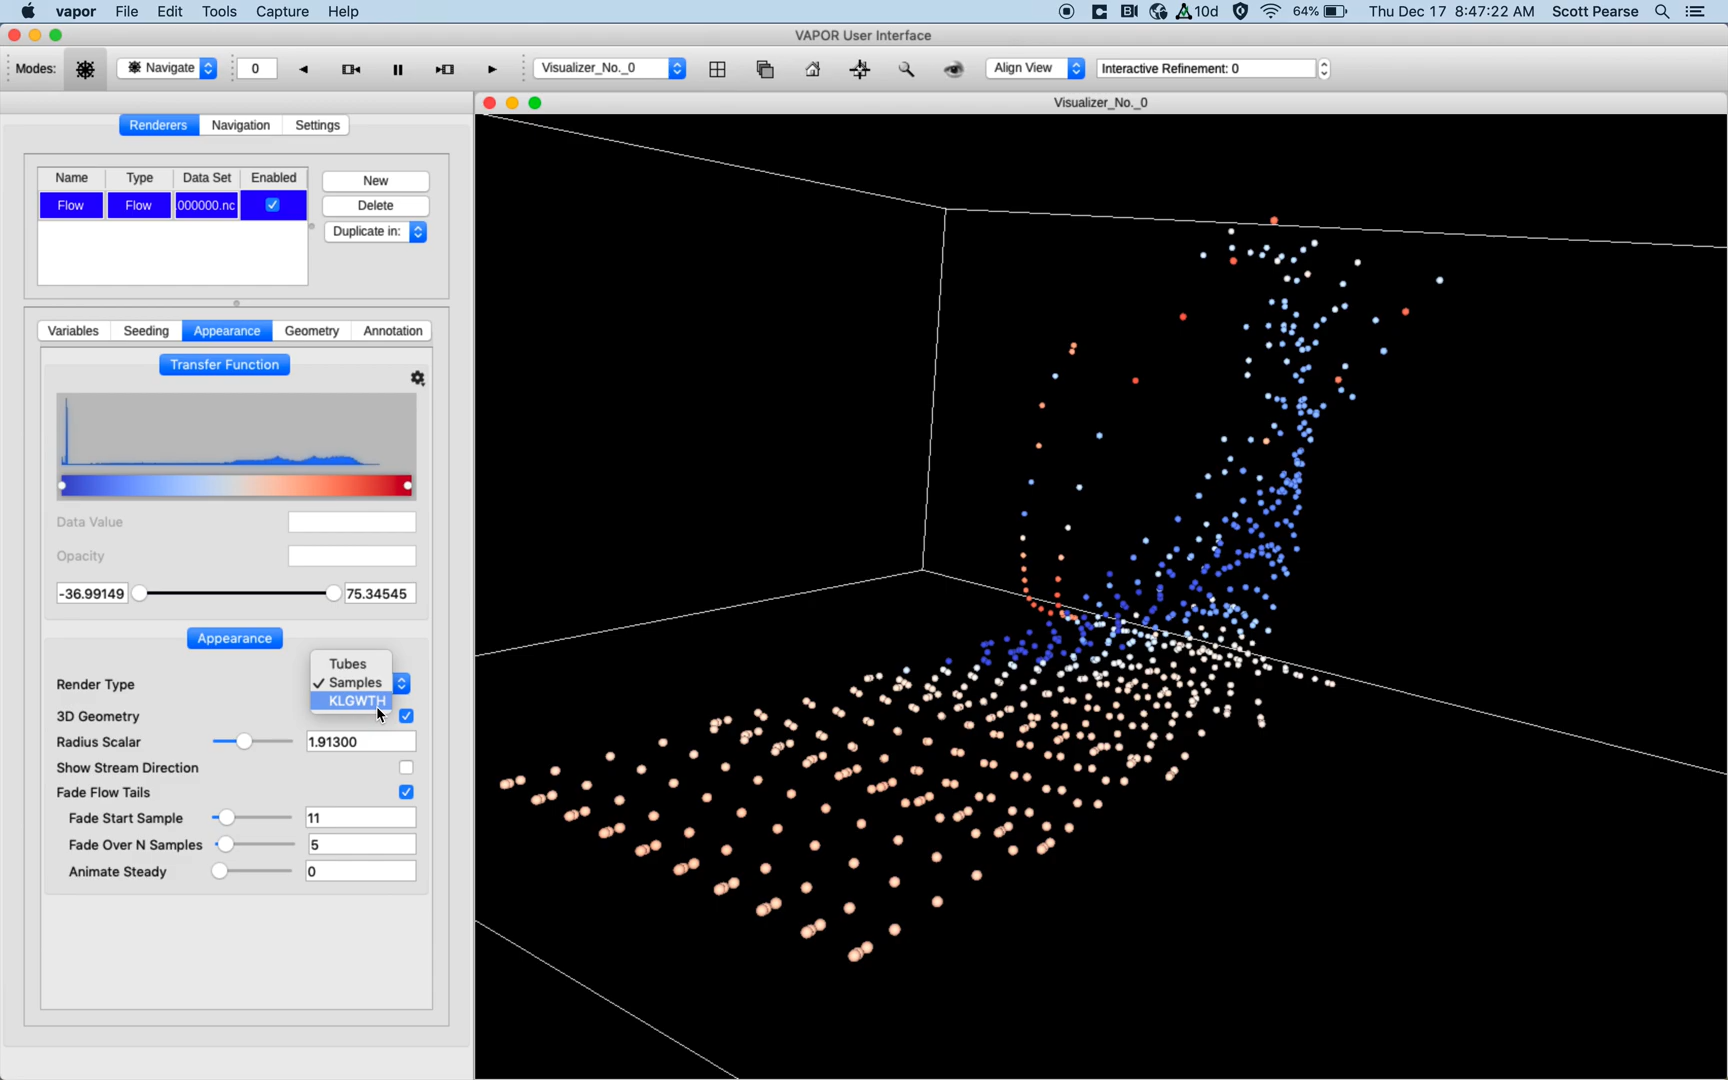 vapor File Edit Tools Capture Help 10d 64% Thu Dec 17 8:47:22 AM Scott Pearse
VAPOR User Interface
Modes: Navigate 0 Visualizer_No._0 Align View Interactive Refinement: 0
Visualizer_No._0
Renderers Navigation Settings
Name Type Data Set Enabled
Flow Flow 000000.nc
New
Delete
Duplicate in:
Variables Seeding Appearance Geometry Annotation
Transfer Function
Data Value
Opacity
-36.99149 75.34545
Appearance
Render Type
Tubes
Samples
KLGWTH
3D Geometry
Radius Scalar 1.91300
Show Stream Direction
Fade Flow Tails
Fade Start Sample 11
Fade Over N Samples 5
Animate Steady 0